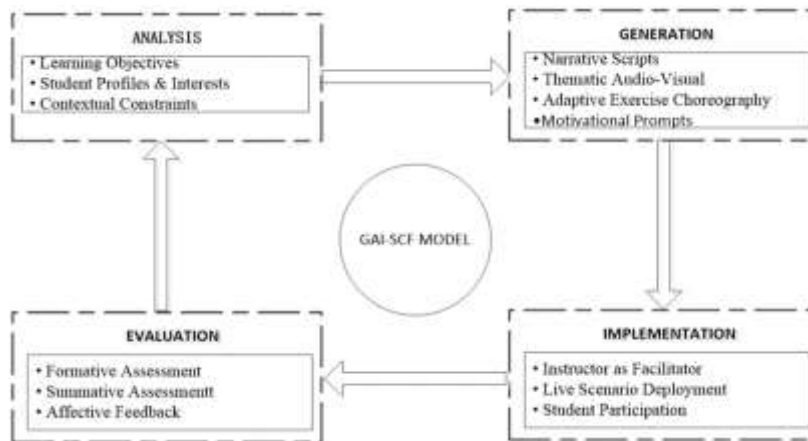 ANALYSIS
• Learning Objectives
• Student Profiles & Interests
• Contextual Constraints
GENERATION
• Narrative Scripts
• Thematic Audio-Visual
• Adaptive Exercise Choreography
•Motivational Prompts
GAI-SCF MODEL
EVALUATION
• Formative Assessment
• Summative Assessmentt
• Affective Feedback
IMPLEMENTATION
• Instructor as Facilitator
• Live Scenario Deployment
• Student Participation